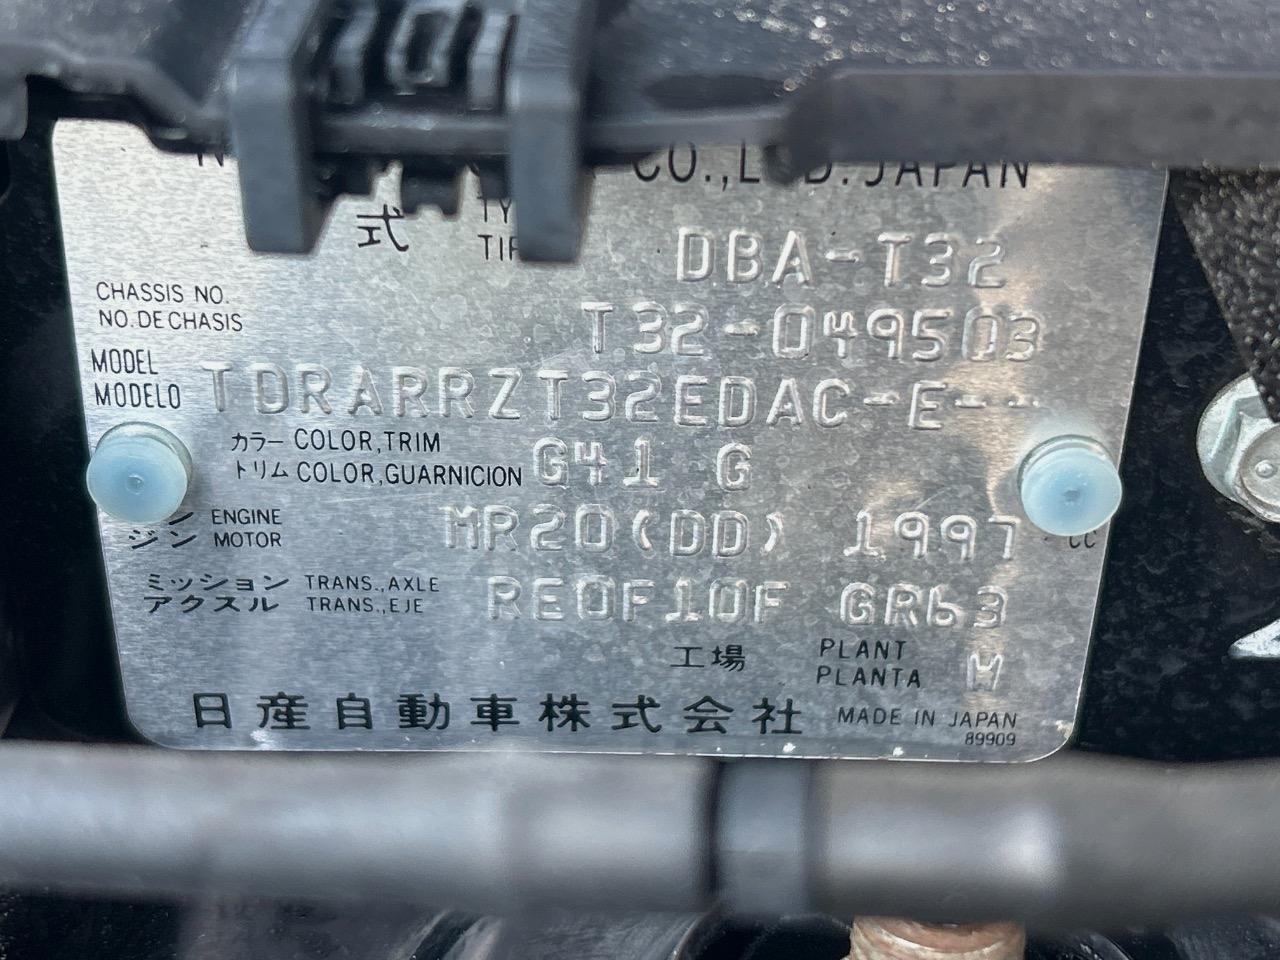 CO., LTD. JAPAN
式
DBA-T32
CHASSIS NO.
NO.DECHASIS
T32-049503
MODEL
MODELO
TDRARRZT32EDAC-E---
カラー COLOR,TRIM
トリム COLOR,GUARNICION
G41 G
ENGINE
ジン MOTOR
MR20(DD) 1997 CC
ミッション TRANS.,AXLE
アクスル TRANS.,EJE
RE0F10F GR63
工場 PLANT
PLANTA
W
日産自動車株式会社 MADE IN JAPAN
89909